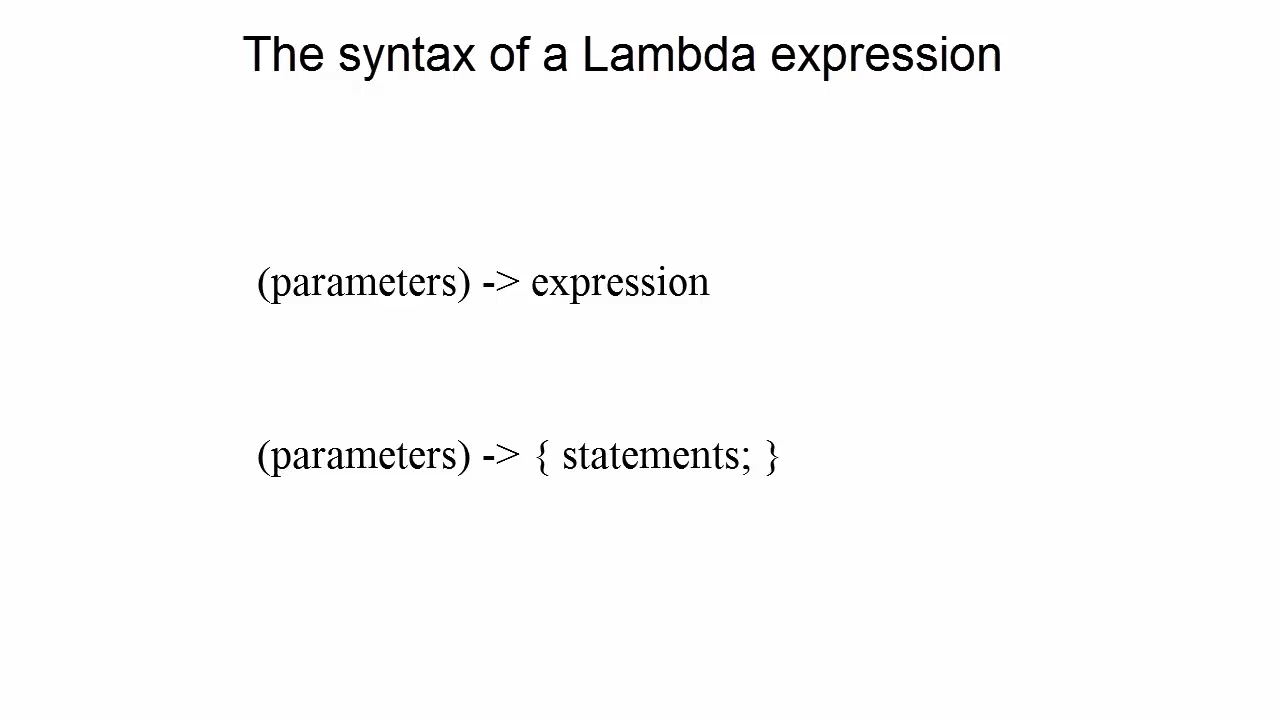 The syntax of a Lambda expression
(parameters) -> expression
(parameters) -> { statements; }